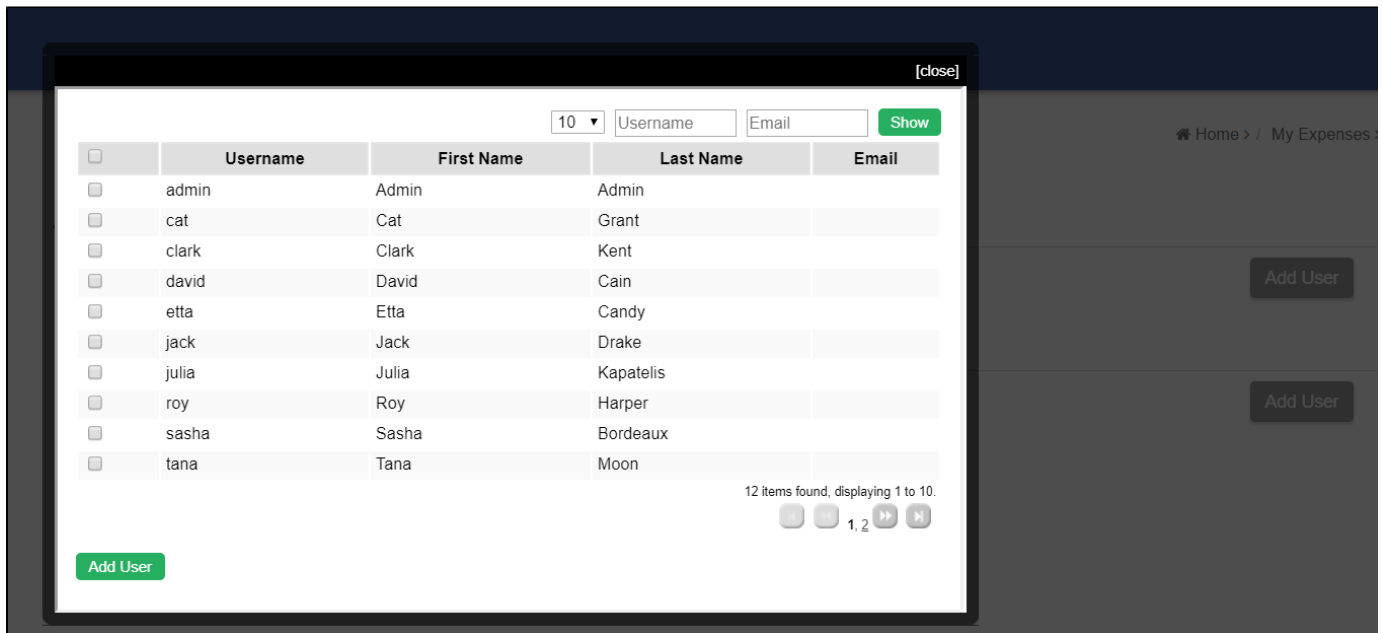 [close]
10 Username Email Show
Home > / My Expenses >
Username First Name Last Name Email
admin Admin Admin
cat Cat Grant
clark Clark Kent
david David Cain
Add User
etta Etta Candy
jack Jack Drake
julia Julia Kapatelis
roy Roy Harper
Add User
sasha Sasha Bordeaux
tana Tana Moon
12 items found, displaying 1 to 10.
1, 2
Add User